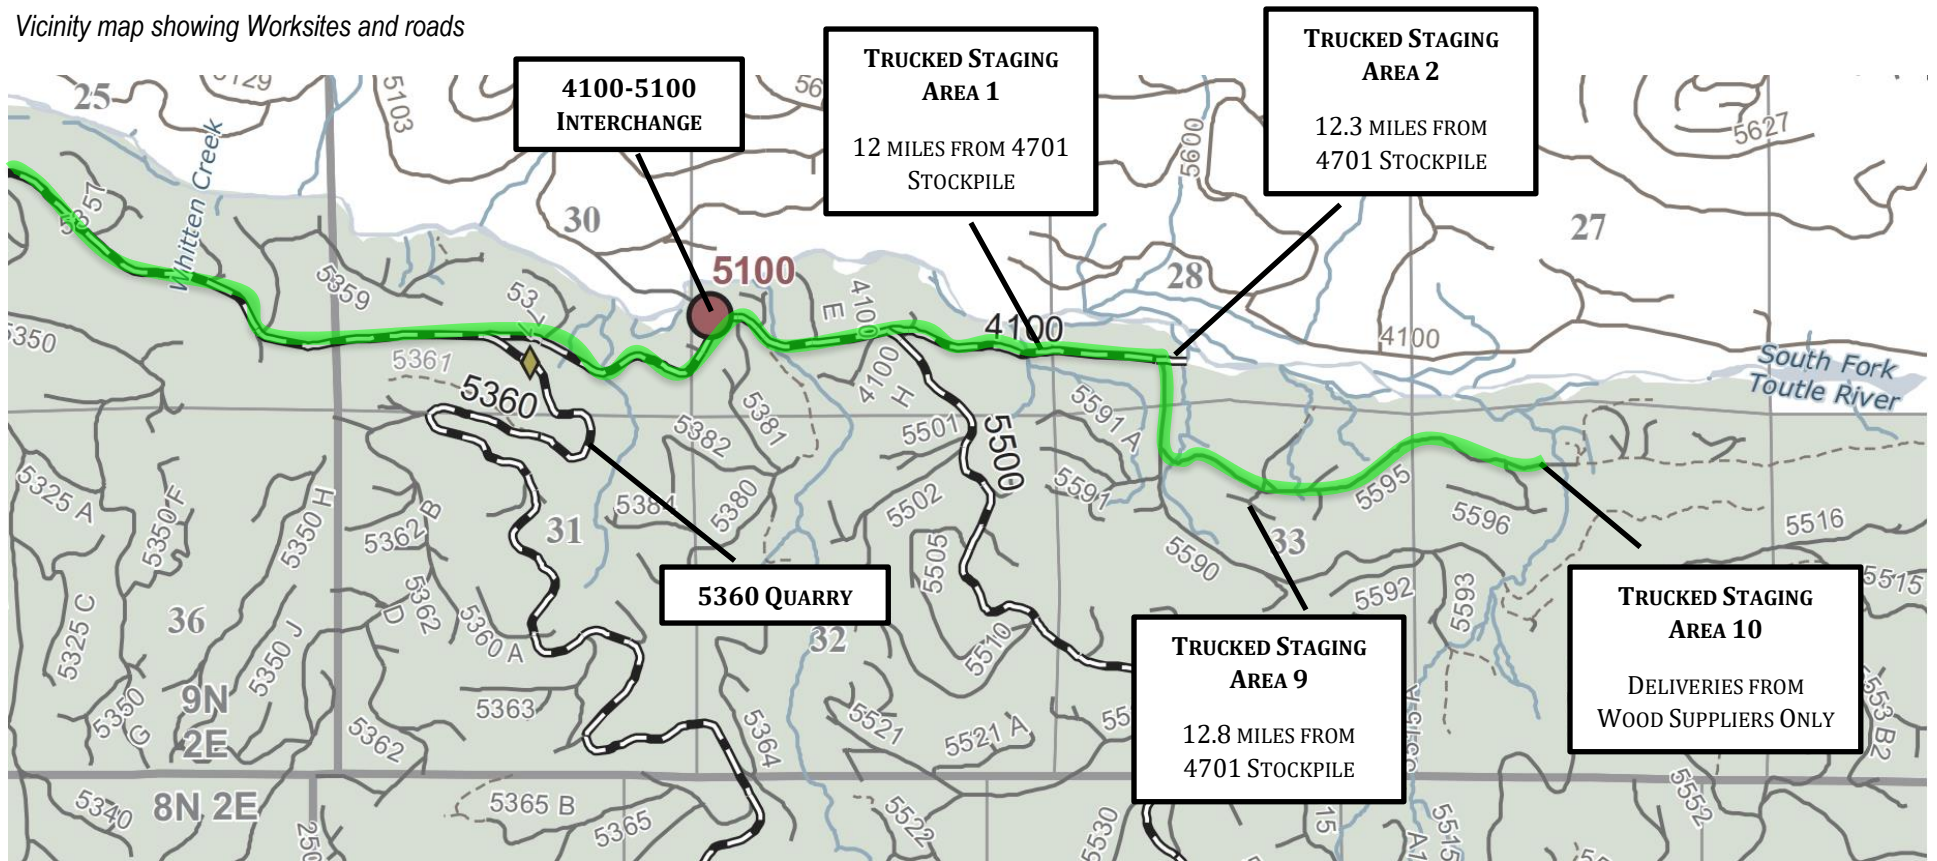 Vicinity map showing Worksites and roads
4100-5100
INTERCHANGE
TRUCKED STAGING
AREA 1
12 MILES FROM 4701
STOCKPILE
TRUCKED STAGING
AREA 2
12.3 MILES FROM
4701 STOCKPILE
25
5129
5103
5600
5627
Whitten Creek
5357
30
28
27
5100
5359
4100
E
4100
4100
South Fork
Toutle River
5350
5361
5360
4100
H
5381
5382
5501
5500
5591 A
5591
5595
5596
5516
5325 A
5350 F
5350 H
5362 B
31
5384
5380
5502
5505
5590
33
5592
5593
5515
5360 QUARRY
TRUCKED STAGING
AREA 9
12.8 MILES FROM
4701 STOCKPILE
TRUCKED STAGING
AREA 10
DELIVERIES FROM
WOOD SUPPLIERS ONLY
5325 C
36
5350 J
5362
D
5360 A
32
5510
5350
G
9N
2E
5362
5363
5364
5521
5521 A
5553 B2
8N 2E
5340
5365 B
5365
5522
5530
15
5515
5552